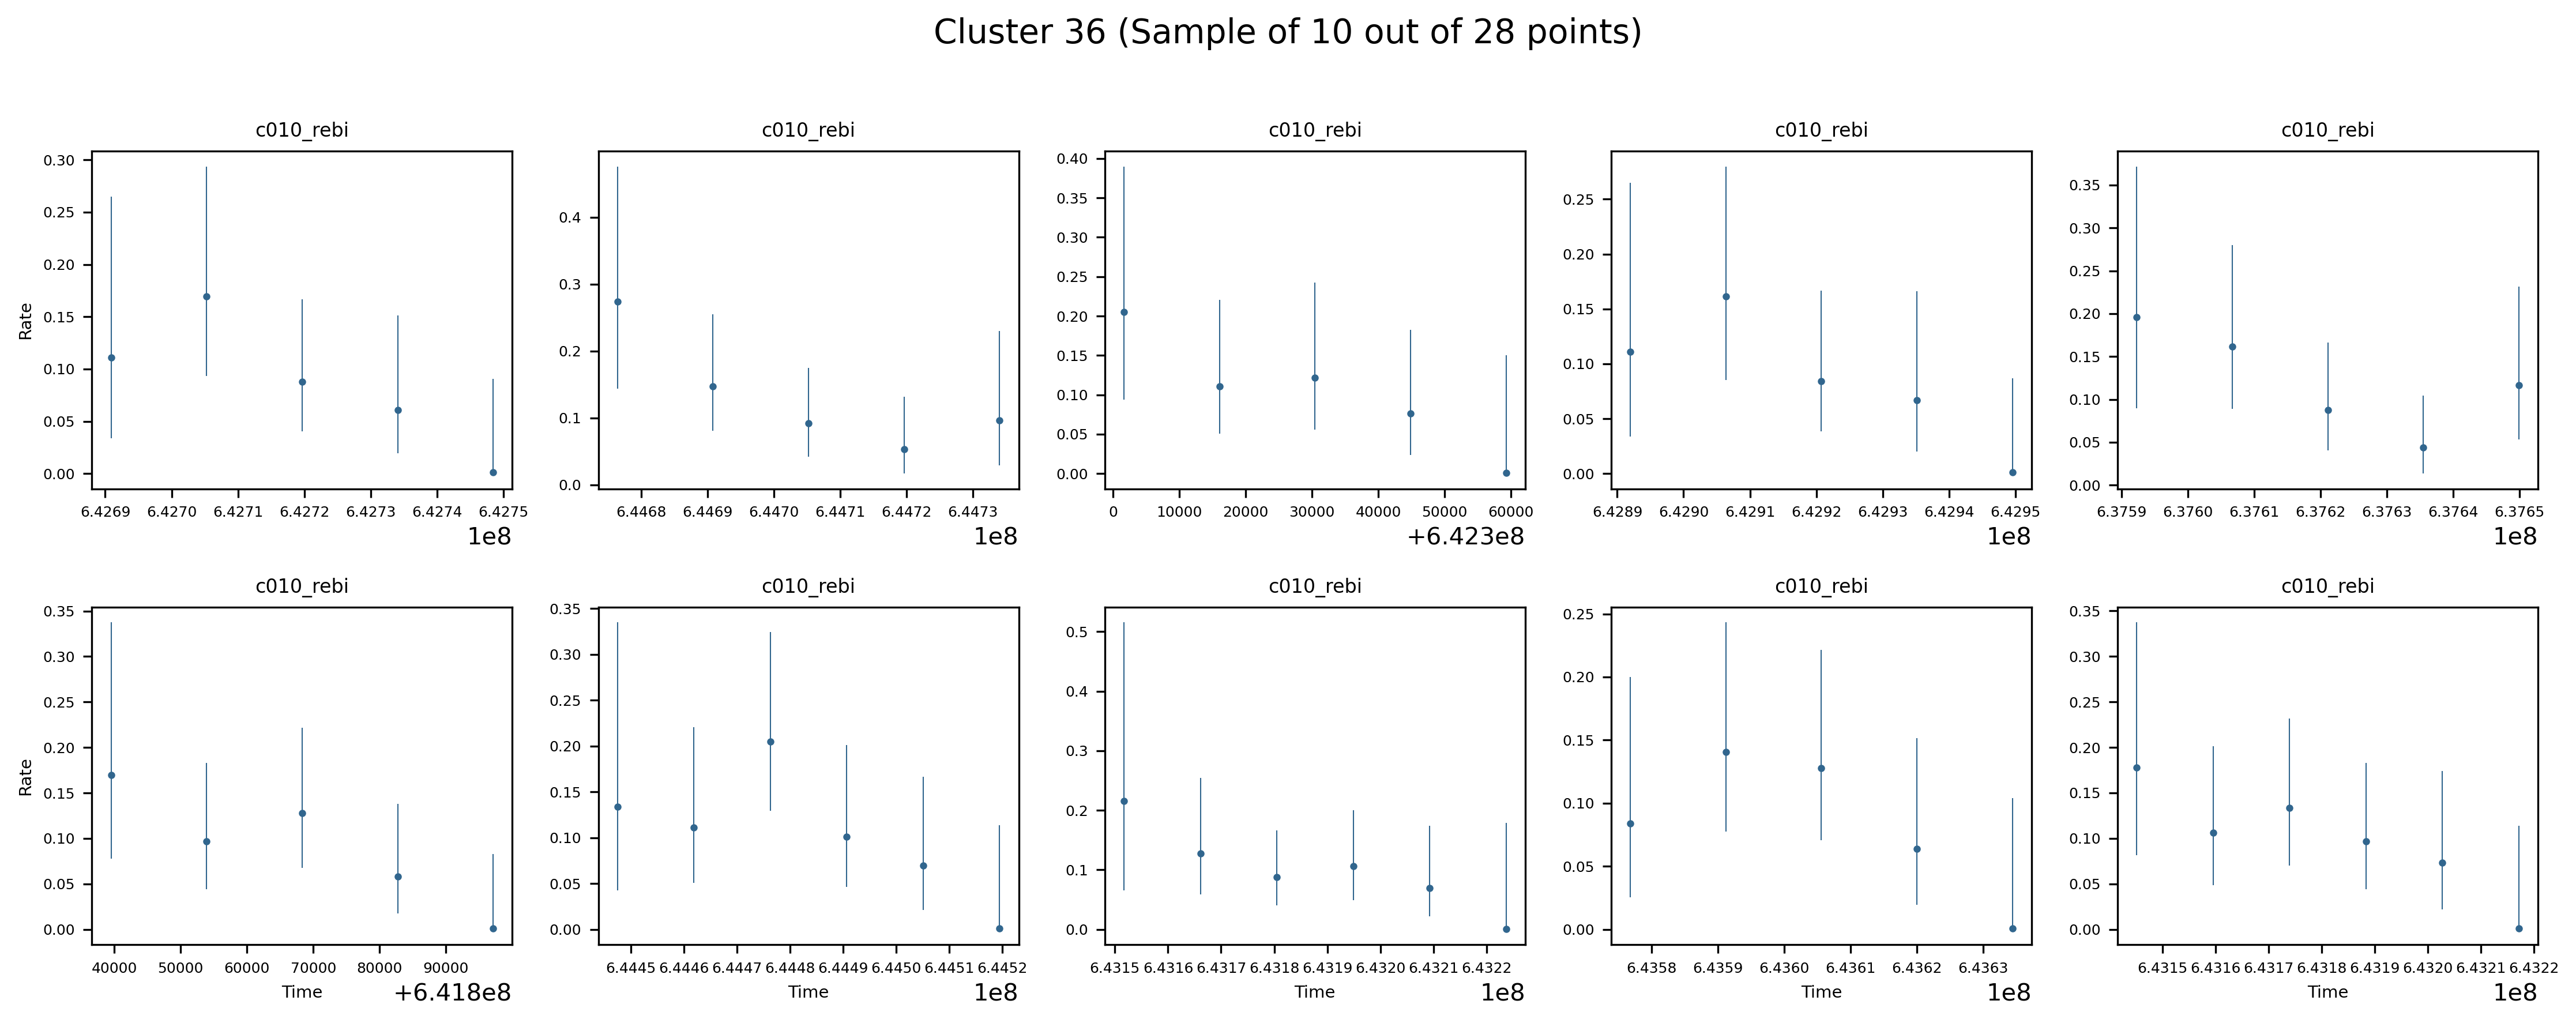 Cluster 36 (Sample of 10 out of 28 points)
c010_rebi c010_rebi c010_rebi c010_rebi c010_rebi
Rate
0.30
0.25
0.20
0.15
0.10
0.05
0.00
6.4269 6.4270 6.4271 6.4272 6.4273 6.4274 6.4275
1e8
0.4
0.3
0.2
0.1
0.0
6.4468 6.4469 6.4470 6.4471 6.4472 6.4473
1e8
0.40
0.35
0.30
0.25
0.20
0.15
0.10
0.05
0.00
0 10000 20000 30000 40000 50000 60000
+6.423e8
0.25
0.20
0.15
0.10
0.05
0.00
6.4289 6.4290 6.4291 6.4292 6.4293 6.4294 6.4295
1e8
0.35
0.30
0.25
0.20
0.15
0.10
0.05
0.00
6.3759 6.3760 6.3761 6.3762 6.3763 6.3764 6.3765
1e8
c010_rebi c010_rebi c010_rebi c010_rebi c010_rebi
Rate
0.35
0.30
0.25
0.20
0.15
0.10
0.05
0.00
40000 50000 60000 70000 80000 90000
Time
+6.418e8
0.35
0.30
0.25
0.20
0.15
0.10
0.05
0.00
6.4445 6.4446 6.4447 6.4448 6.4449 6.4450 6.4451 6.4452
Time
1e8
0.5
0.4
0.3
0.2
0.1
0.0
6.4315 6.4316 6.4317 6.4318 6.4319 6.4320 6.4321 6.4322
Time
1e8
0.25
0.20
0.15
0.10
0.05
0.00
6.4358 6.4359 6.4360 6.4361 6.4362 6.4363
Time
1e8
0.35
0.30
0.25
0.20
0.15
0.10
0.05
0.00
6.4315 6.4316 6.4317 6.4318 6.4319 6.4320 6.4321 6.4322
Time
1e8